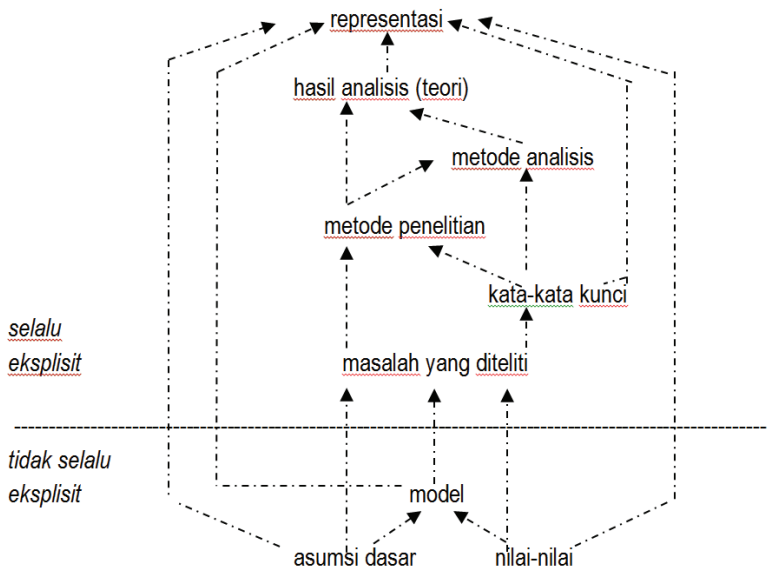 representasi
hasil analisis (teori)
metode analisis
metode penelitian
kata-kata kunci
selalu
eksplisit
masalah yang diteliti
tidak selalu
eksplisit
model
asumsi dasar
nilai-nilai